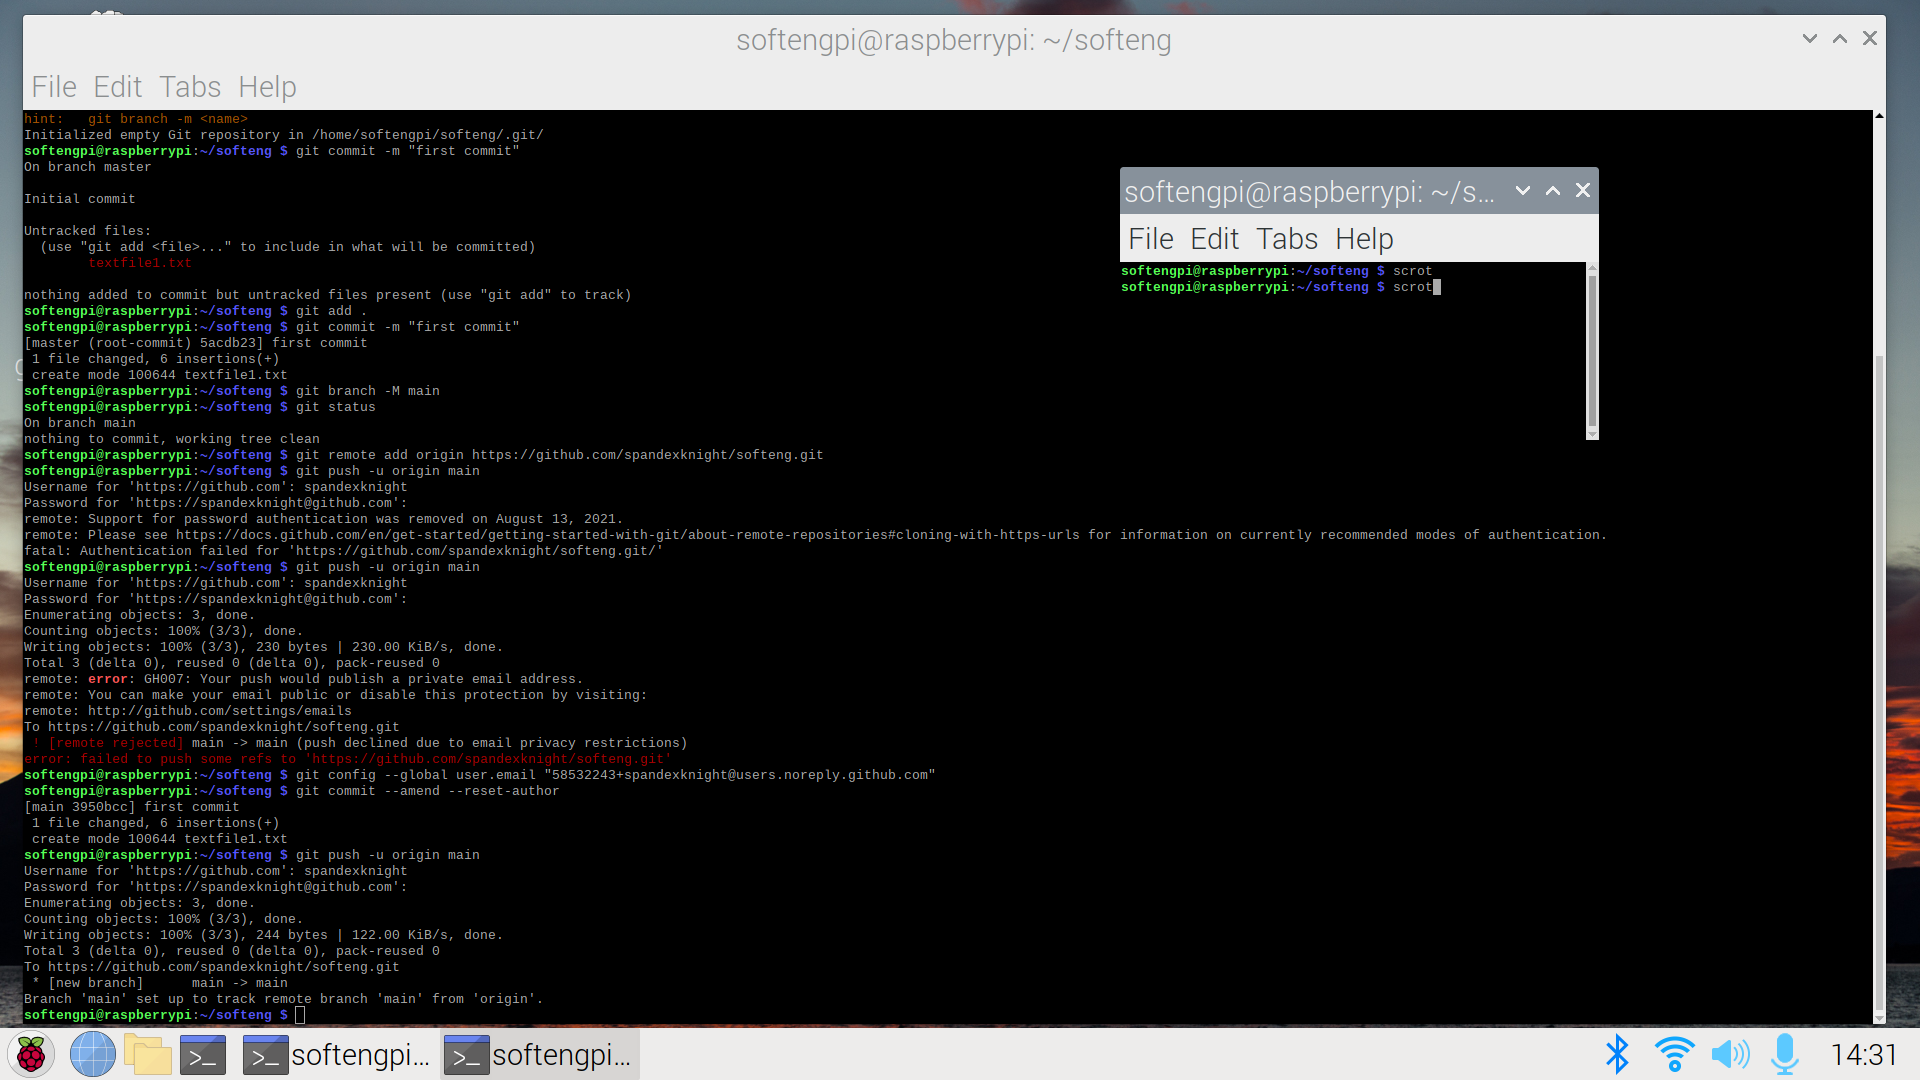 softengpi@raspberrypi: ~/softeng
File Edit Tabs Help
hint:   git branch -m <name>
Initialized empty Git repository in /home/softengpi/softeng/.git/
softengpi@raspberrypi:~/softeng $ git commit -m "first commit"
On branch master
Initial commit
Untracked files:
  (use "git add <file>..." to include in what will be committed)
        textfile1.txt
nothing added to commit but untracked files present (use "git add" to track)
softengpi@raspberrypi:~/softeng $ git add .
softengpi@raspberrypi:~/softeng $ git commit -m "first commit"
[master (root-commit) 5acdb23] first commit
 1 file changed, 6 insertions(+)
 create mode 100644 textfile1.txt
softengpi@raspberrypi:~/softeng $ git branch -M main
softengpi@raspberrypi:~/softeng $ git status
On branch main
nothing to commit, working tree clean
softengpi@raspberrypi:~/softeng $ git remote add origin https://github.com/spandexknight/softeng.git
softengpi@raspberrypi:~/softeng $ git push -u origin main
Username for 'https://github.com': spandexknight
Password for 'https://spandexknight@github.com':
remote: Support for password authentication was removed on August 13, 2021.
remote: Please see https://docs.github.com/en/get-started/getting-started-with-git/about-remote-repositories#cloning-with-https-urls for information on currently recommended modes of authentication.
fatal: Authentication failed for 'https://github.com/spandexknight/softeng.git/'
softengpi@raspberrypi:~/softeng $ git push -u origin main
Username for 'https://github.com': spandexknight
Password for 'https://spandexknight@github.com':
Enumerating objects: 3, done.
Counting objects: 100% (3/3), done.
Writing objects: 100% (3/3), 230 bytes | 230.00 KiB/s, done.
Total 3 (delta 0), reused 0 (delta 0), pack-reused 0
remote: error: GH007: Your push would publish a private email address.
remote: You can make your email public or disable this protection by visiting:
remote: http://github.com/settings/emails
To https://github.com/spandexknight/softeng.git
 ! [remote rejected] main -> main (push declined due to email privacy restrictions)
error: failed to push some refs to 'https://github.com/spandexknight/softeng.git'
softengpi@raspberrypi:~/softeng $ git config --global user.email "58532243+spandexknight@users.noreply.github.com"
softengpi@raspberrypi:~/softeng $ git commit --amend --reset-author
[main 3950bcc] first commit
 1 file changed, 6 insertions(+)
 create mode 100644 textfile1.txt
softengpi@raspberrypi:~/softeng $ git push -u origin main
Username for 'https://github.com': spandexknight
Password for 'https://spandexknight@github.com':
Enumerating objects: 3, done.
Counting objects: 100% (3/3), done.
Writing objects: 100% (3/3), 244 bytes | 122.00 KiB/s, done.
Total 3 (delta 0), reused 0 (delta 0), pack-reused 0
To https://github.com/spandexknight/softeng.git
 * [new branch]      main -> main
Branch 'main' set up to track remote branch 'main' from 'origin'.
softengpi@raspberrypi:~/softeng $
softengpi@raspberrypi: ~/s...
File Edit Tabs Help
softengpi@raspberrypi:~/softeng $ scrot
softengpi@raspberrypi:~/softeng $ scrot
softengpi...
softengpi...
14:31